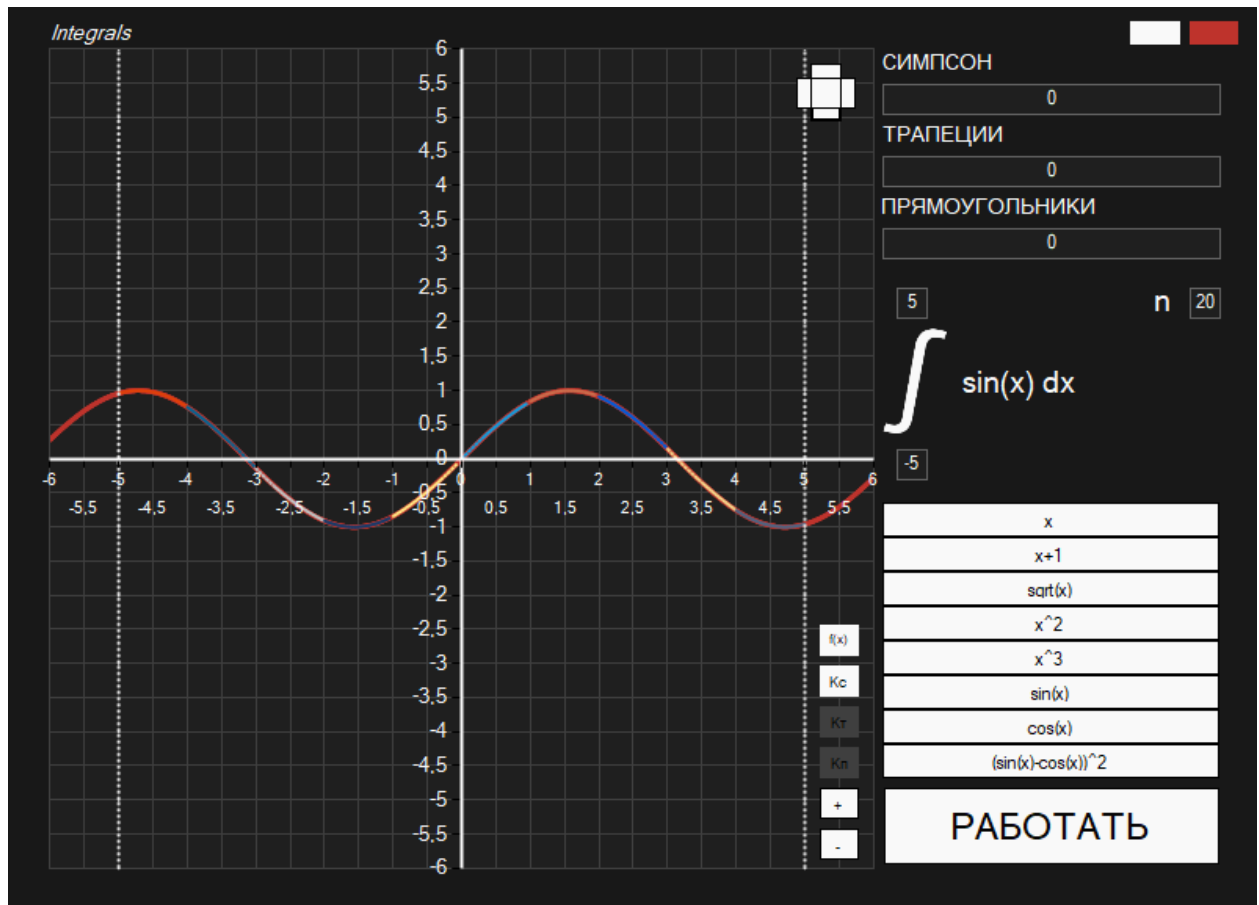 Integrals
6
5,5
5
4,5
4
3,5
3
2,5
2
1,5
1
0,5
0
-0,5
-1
-1,5
-2
-2,5
-3
-3,5
-4
-4,5
-5
-5,5
-6
-6 -5 -4 -3 -2 -1 0 1 2 3 4 5 6
-5,5 -4,5 -3,5 -2,5 -1,5 -0,5 0,5 1,5 2,5 3,5 4,5 5,5
f(x)
Кс
Кт
Кп
+
-
СИМПСОН
0
ТРАПЕЦИИ
0
ПРЯМОУГОЛЬНИКИ
0
5 n 20
∫ sin(x) dx
-5
x
x+1
sqrt(x)
x^2
x^3
sin(x)
cos(x)
(sin(x)-cos(x))^2
РАБОТАТЬ